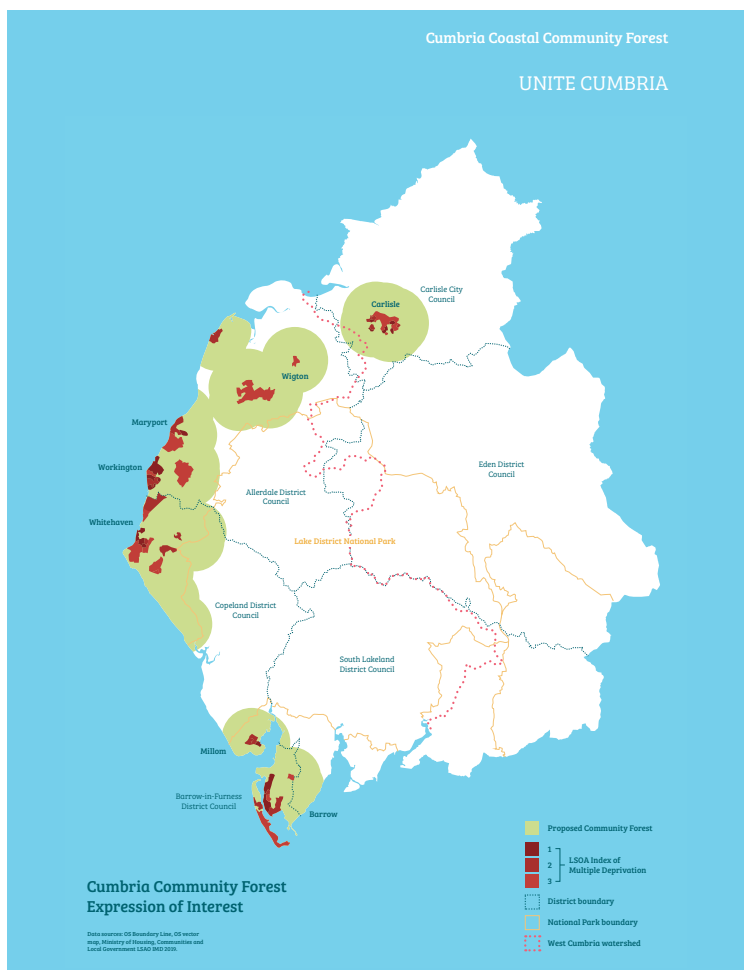 Cumbria Coastal Community Forest
UNITE CUMBRIA
Carlisle City
Council
Carlisle
Wigton
Maryport
Workington
Eden District
Council
Allerdale District
Council
Whitehaven
Lake District National Park
Copeland District
Council
South Lakeland
District Council
Millom
Barrow-in-Furness
District Council
Barrow
Proposed Community Forest
1
2
3
LSOA Index of
Multiple Deprivation
District boundary
National Park boundary
West Cumbria watershed
Cumbria Community Forest
Expression of Interest
Data sources: OS Boundary Line, OS vector
map, Ministry of Housing, Communities and
Local Government LSAO IMD 2019.